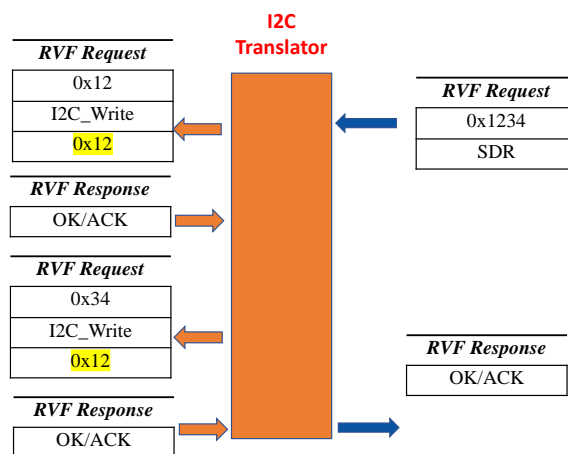 I2C
Translator
RVF Request
0x12
I2C_Write
0x12
RVF Response
OK/ACK
RVF Request
0x34
I2C_Write
0x12
RVF Response
OK/ACK
RVF Request
0x1234
SDR
RVF Response
OK/ACK